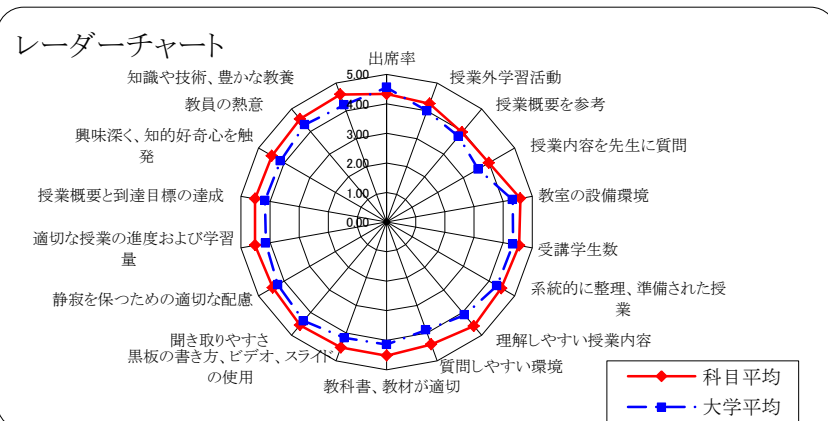 レーダーチャート
出席率
授業外学習活動
授業概要を参考
授業内容を先生に質問
教室の設備環境
受講学生数
系統的に整理、準備された授
業
理解しやすい授業内容
質問しやすい環境
教科書、教材が適切
黒板の書き方、ビデオ、スライド
の使用
聞き取りやすさ
静寂を保つための適切な配慮
適切な授業の進度および学習
量
授業概要と到達目標の達成
興味深く、知的好奇心を触
発
教員の熱意
知識や技術、豊かな教養
5.00
4.00
3.00
2.00
1.00
0.00
科目平均
大学平均